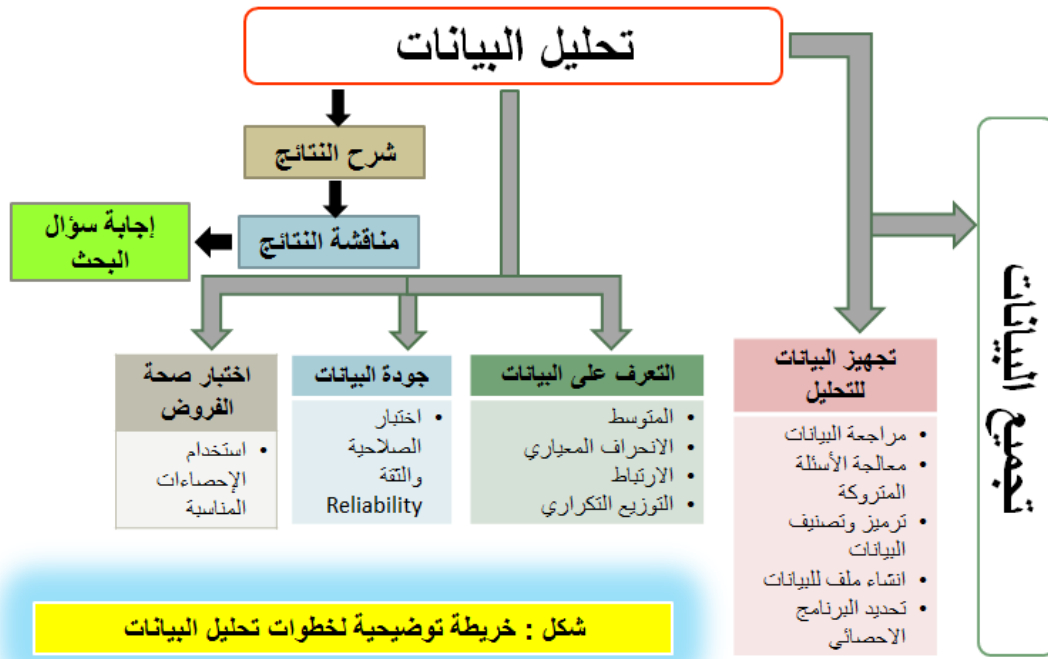 تحليل البيانات
تجميع البيانات
شرح النتائج
مناقشة النتائج
إجابة سؤال
البحث
تجهيز البيانات
للتحليل
• مراجعة البيانات
• معالجة الأسئلة
المتروكة
• ترميز وتصنيف
البيانات
• انشاء ملف للبيانات
• تحديد البرنامج
الاحصائي
التعرف على البيانات
• المتوسط
• الانحراف المعياري
• الارتباط
• التوزيع التكراري
جودة البيانات
• اختبار
الصلاحية
والثقة
Reliability
اختبار صحة
الفروض
• استخدام
الإحصاءات
المناسبة
شكل : خريطة توضيحية لخطوات تحليل البيانات